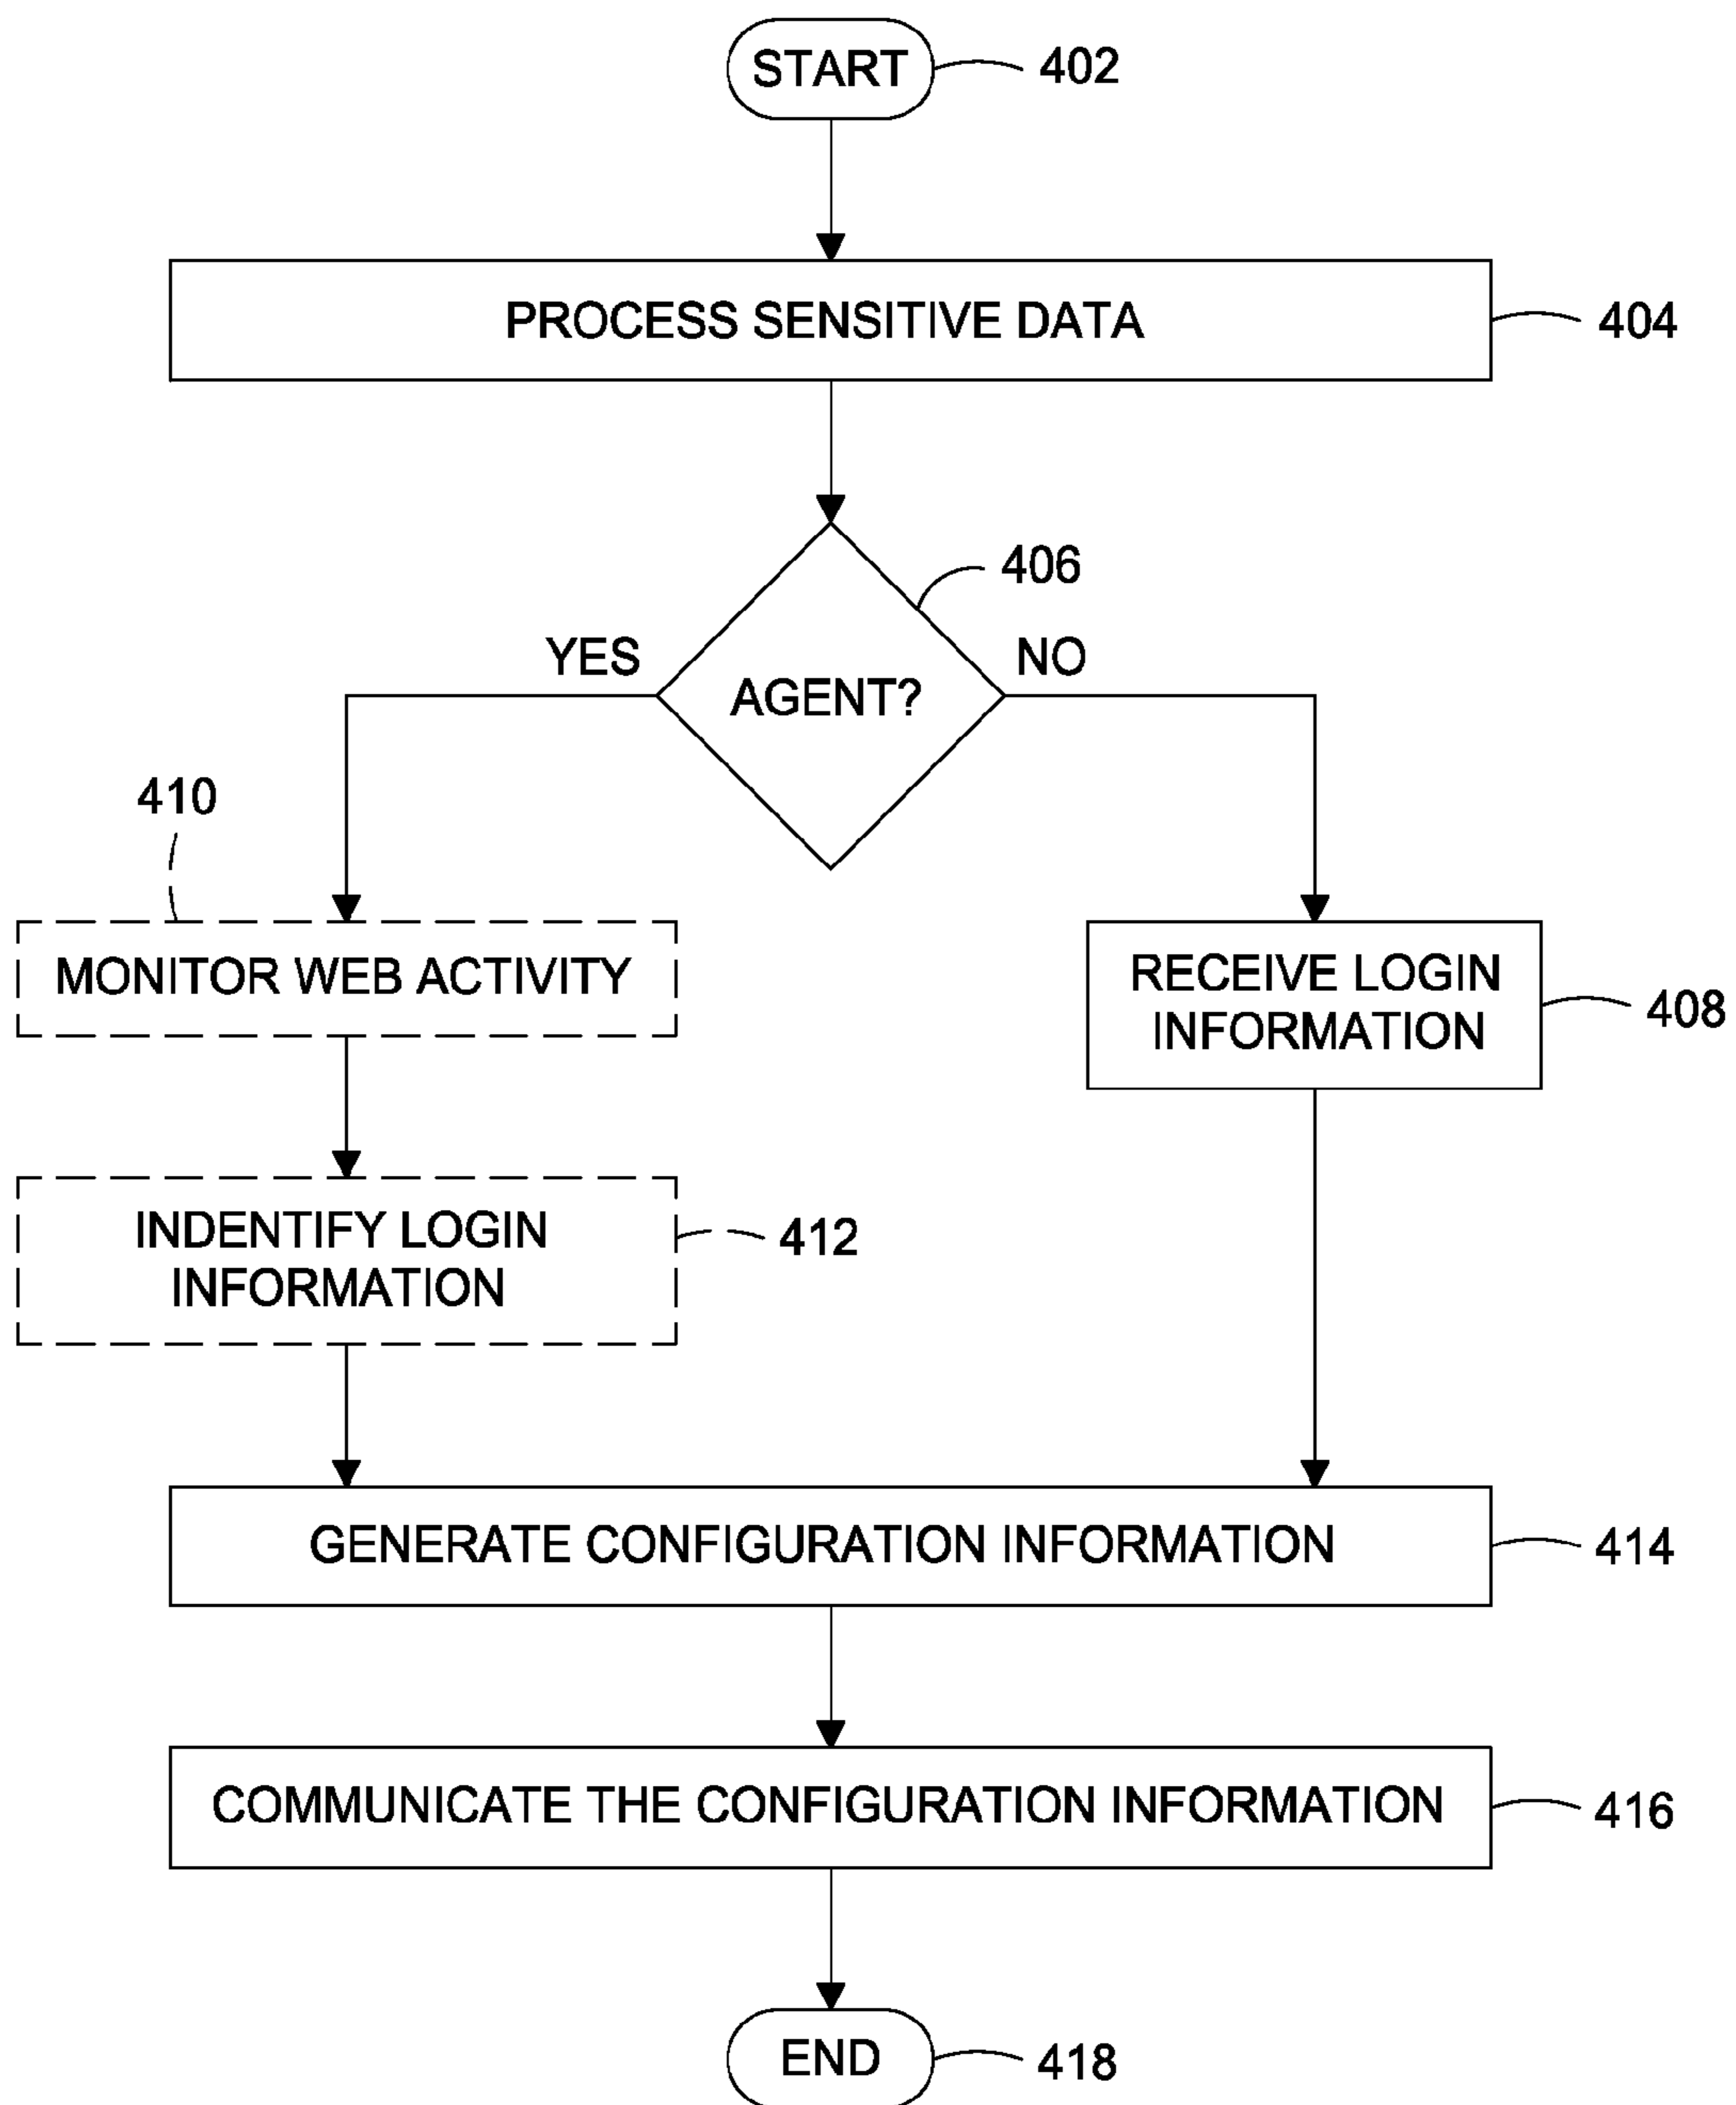 START
402
PROCESS SENSITIVE DATA
404
406
YES
NO
AGENT?
410
MONITOR WEB ACTIVITY
RECEIVE LOGIN
INFORMATION
408
INDENTIFY LOGIN
INFORMATION
412
GENERATE CONFIGURATION INFORMATION
414
COMMUNICATE THE CONFIGURATION INFORMATION
416
END
418